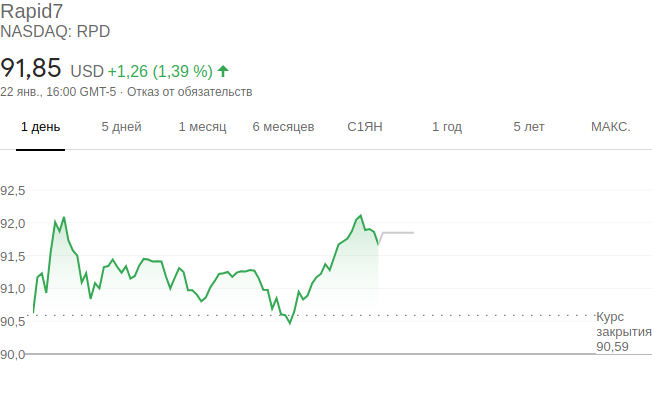 Rapid7
NASDAQ: RPD
91,85 USD +1,26 (1,39 %)
22 янв., 16:00 GMT-5 · Отказ от обязательств
1 день 5 дней 1 месяц 6 месяцев С1ЯН 1 год 5 лет МАКС.
92,5
92,0
91,5
91,0
90,5
90,0
Курс
закрытия
90,59